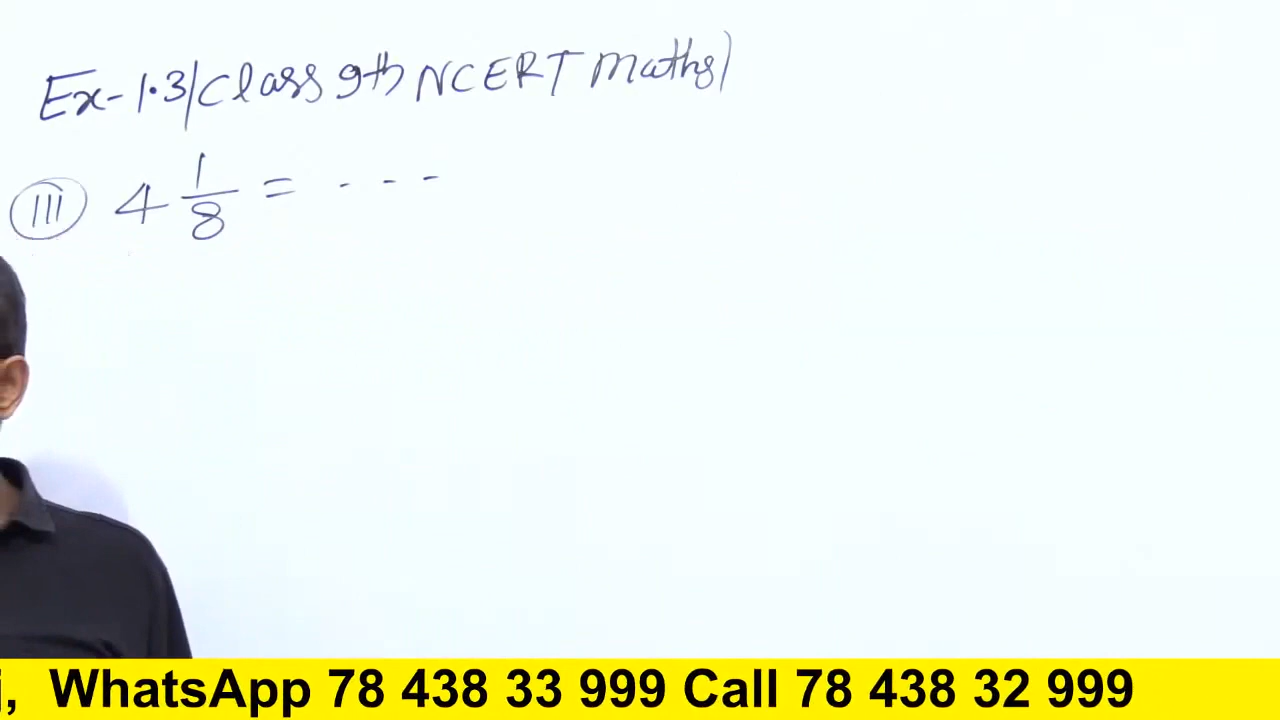 Ex-1.3/Class 9th NCERT Maths)
(III) 4 1/8 = - - -
WhatsApp 78 438 33 999 Call 78 438 32 999